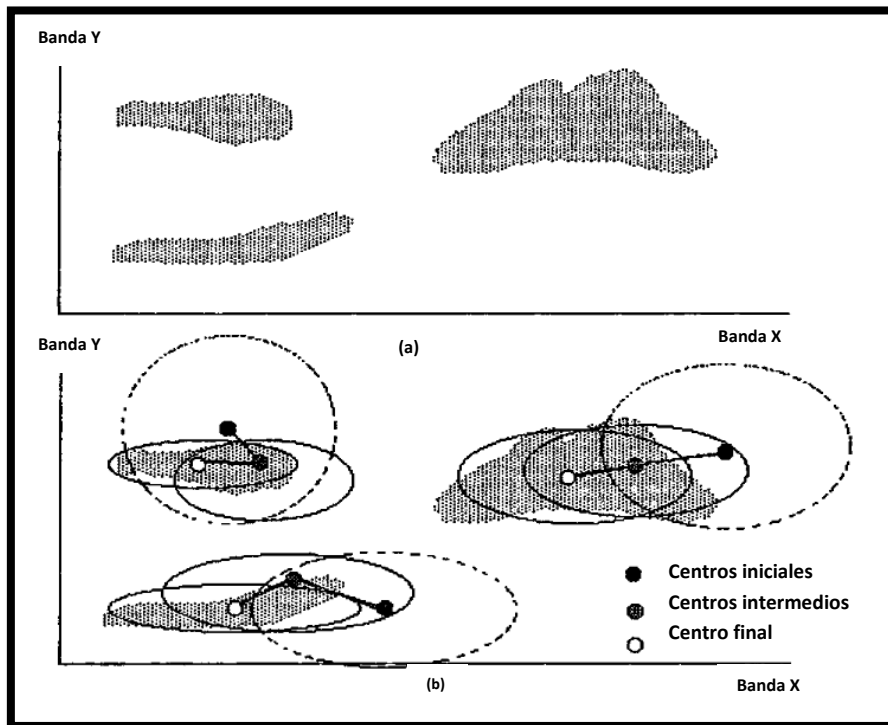 Banda Y
Banda X
(a)
Banda Y
Centros iniciales
Centros intermedios
Centro final
(b)
Banda X